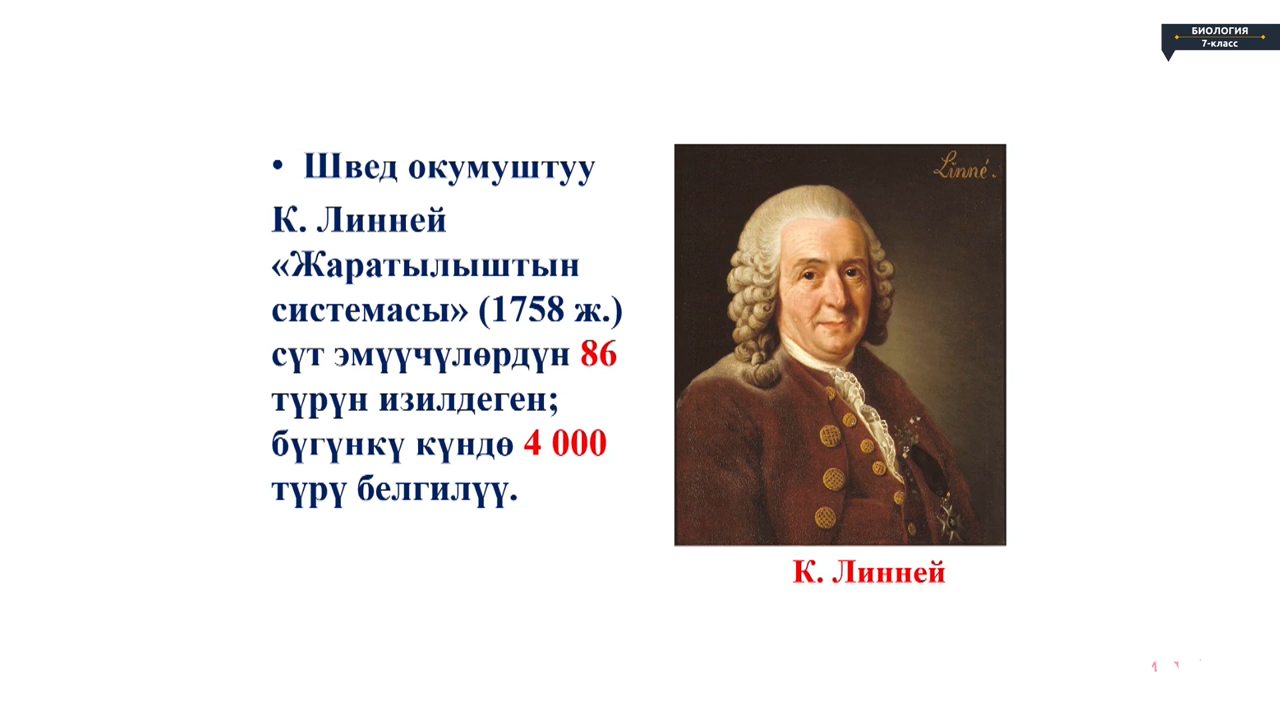 БИОЛОГИЯ
7-класс
• Швед окумуштуу
К. Линней
«Жаратылыштын
системасы» (1758 ж.)
сүт эмүүчүлөрдүн 86
түрүн изилдеген;
бүгүнкү күндө 4 000
түрү белгилүү.
Linné.
К. Линней